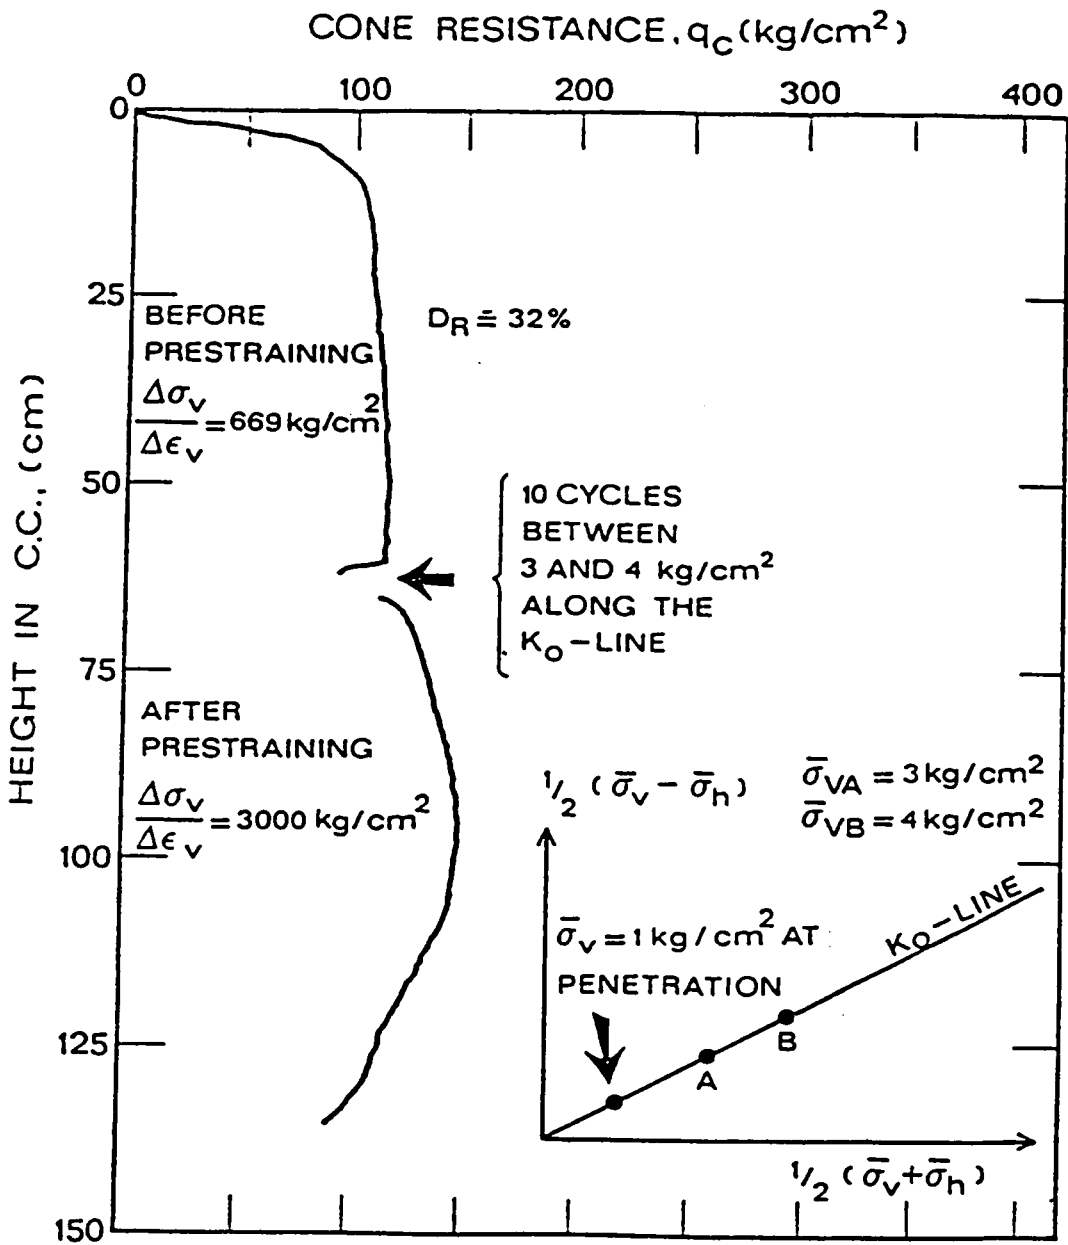 CONE RESISTANCE, qc (kg/cm²)
0 100 200 300 400
0
25
50
75
100
125
150
HEIGHT IN C.C., (cm)
BEFORE
PRESTRAINING
Δσv
Δϵv
= 669 kg/cm²
DR ≐ 32%
10 CYCLES
BETWEEN
3 AND 4 kg/cm²
ALONG THE
Ko-LINE
AFTER
PRESTRAINING
Δσv
Δϵv
= 3000 kg/cm²
1/2 (σ̄v − σ̄h)
σ̄VA = 3 kg/cm²
σ̄VB = 4 kg/cm²
Ko-LINE
σ̄v = 1 kg/cm² AT
PENETRATION
B
A
1/2 (σ̄v + σ̄h)